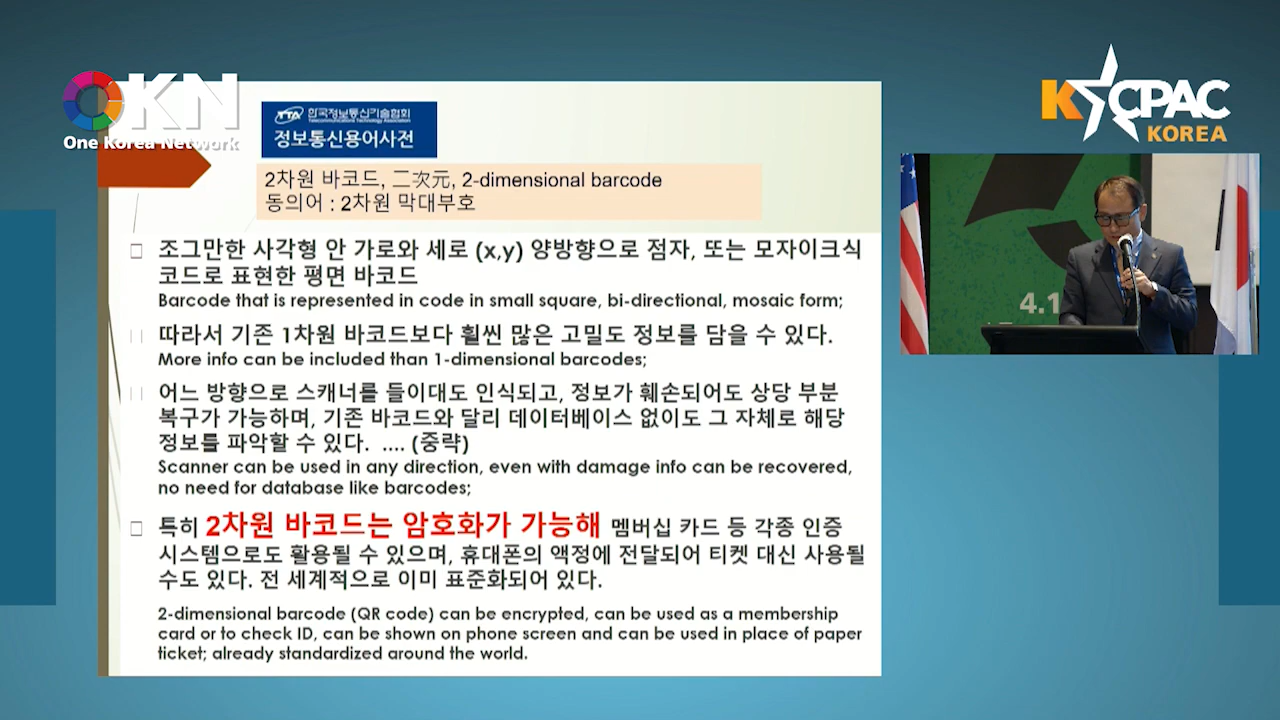 OKN
One Korea Network
K CPAC
KOREA
TTA 한국정보통신기술협회
Telecommunications Technology Association
정보통신용어사전
2차원 바코드, 二次元, 2-dimensional barcode
동의어 : 2차원 막대부호
조그만한 사각형 안 가로와 세로 (x,y) 양방향으로 점자, 또는 모자이크식
코드로 표현한 평면 바코드
Barcode that is represented in code in small square, bi-directional, mosaic form;
따라서 기존 1차원 바코드보다 훨씬 많은 고밀도 정보를 담을 수 있다.
More info can be included than 1-dimensional barcodes;
어느 방향으로 스캐너를 들이대도 인식되고, 정보가 훼손되어도 상당 부분
복구가 가능하며, 기존 바코드와 달리 데이터베이스 없이도 그 자체로 해당
정보를 파악할 수 있다. .... (중략)
Scanner can be used in any direction, even with damage info can be recovered,
no need for database like barcodes;
특히 2차원 바코드는 암호화가 가능해 멤버십 카드 등 각종 인증
시스템으로도 활용될 수 있으며, 휴대폰의 액정에 전달되어 티켓 대신 사용될
수도 있다. 전 세계적으로 이미 표준화되어 있다.
2-dimensional barcode (QR code) can be encrypted, can be used as a membership
card or to check ID, can be shown on phone screen and can be used in place of paper
ticket; already standardized around the world.
4.1